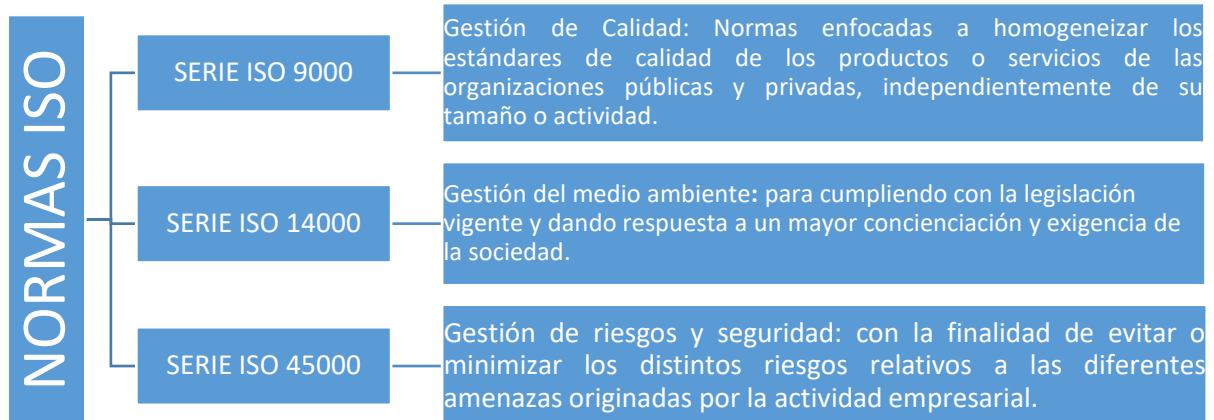 NORMAS ISO
SERIE ISO 9000
Gestión de Calidad: Normas enfocadas a homogeneizar los
estándares de calidad de los productos o servicios de las
organizaciones públicas y privadas, independientemente de su
tamaño o actividad.
SERIE ISO 14000
Gestión del medio ambiente: para cumpliendo con la legislación
vigente y dando respuesta a un mayor concienciación y exigencia de
la sociedad.
SERIE ISO 45000
Gestión de riesgos y seguridad: con la finalidad de evitar o
minimizar los distintos riesgos relativos a las diferentes
amenazas originadas por la actividad empresarial.